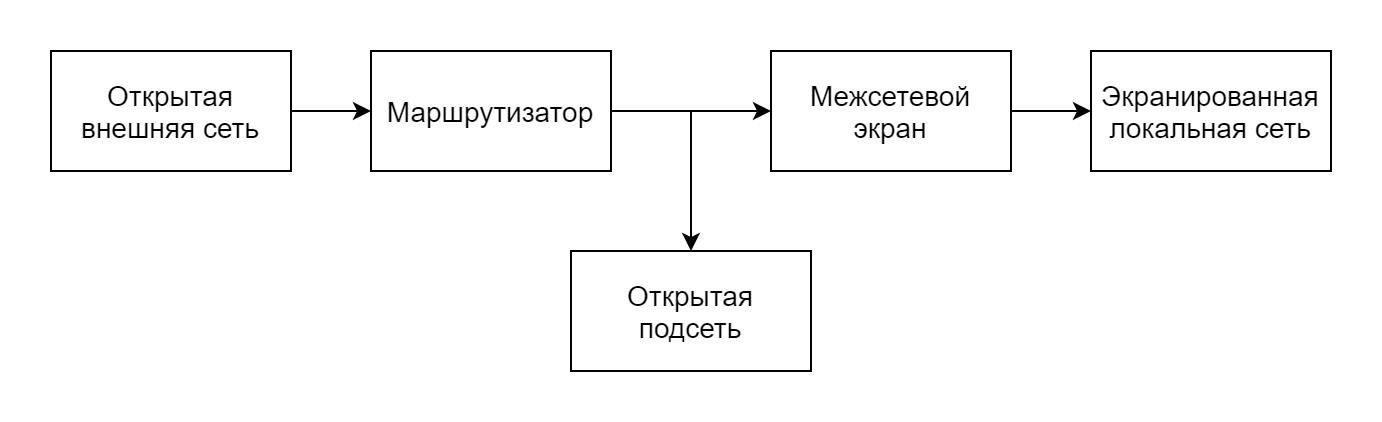 Открытая
внешняя сеть
Маршрутизатор
Межсетевой
экран
Экранированная
локальная сеть
Открытая
подсеть